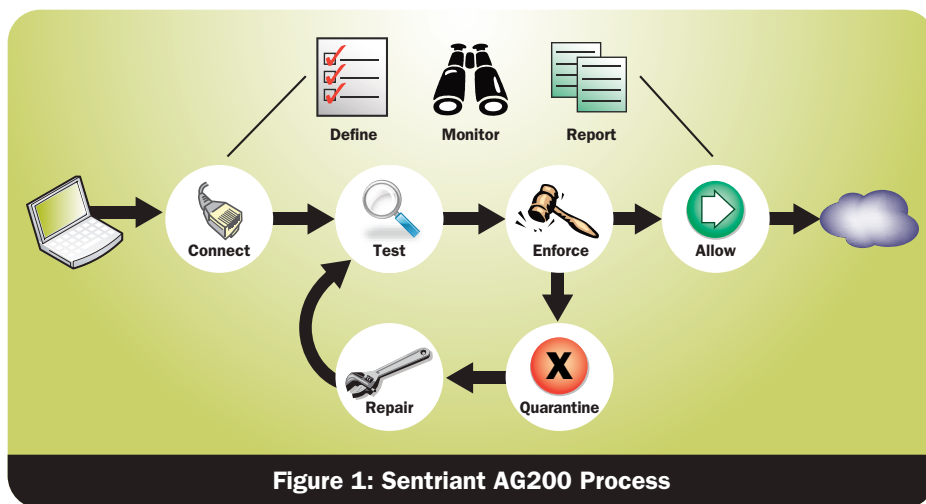 Define
Monitor
Report
Connect
Test
Enforce
Allow
Repair
X
Quarantine
Figure 1: Sentriant AG200 Process